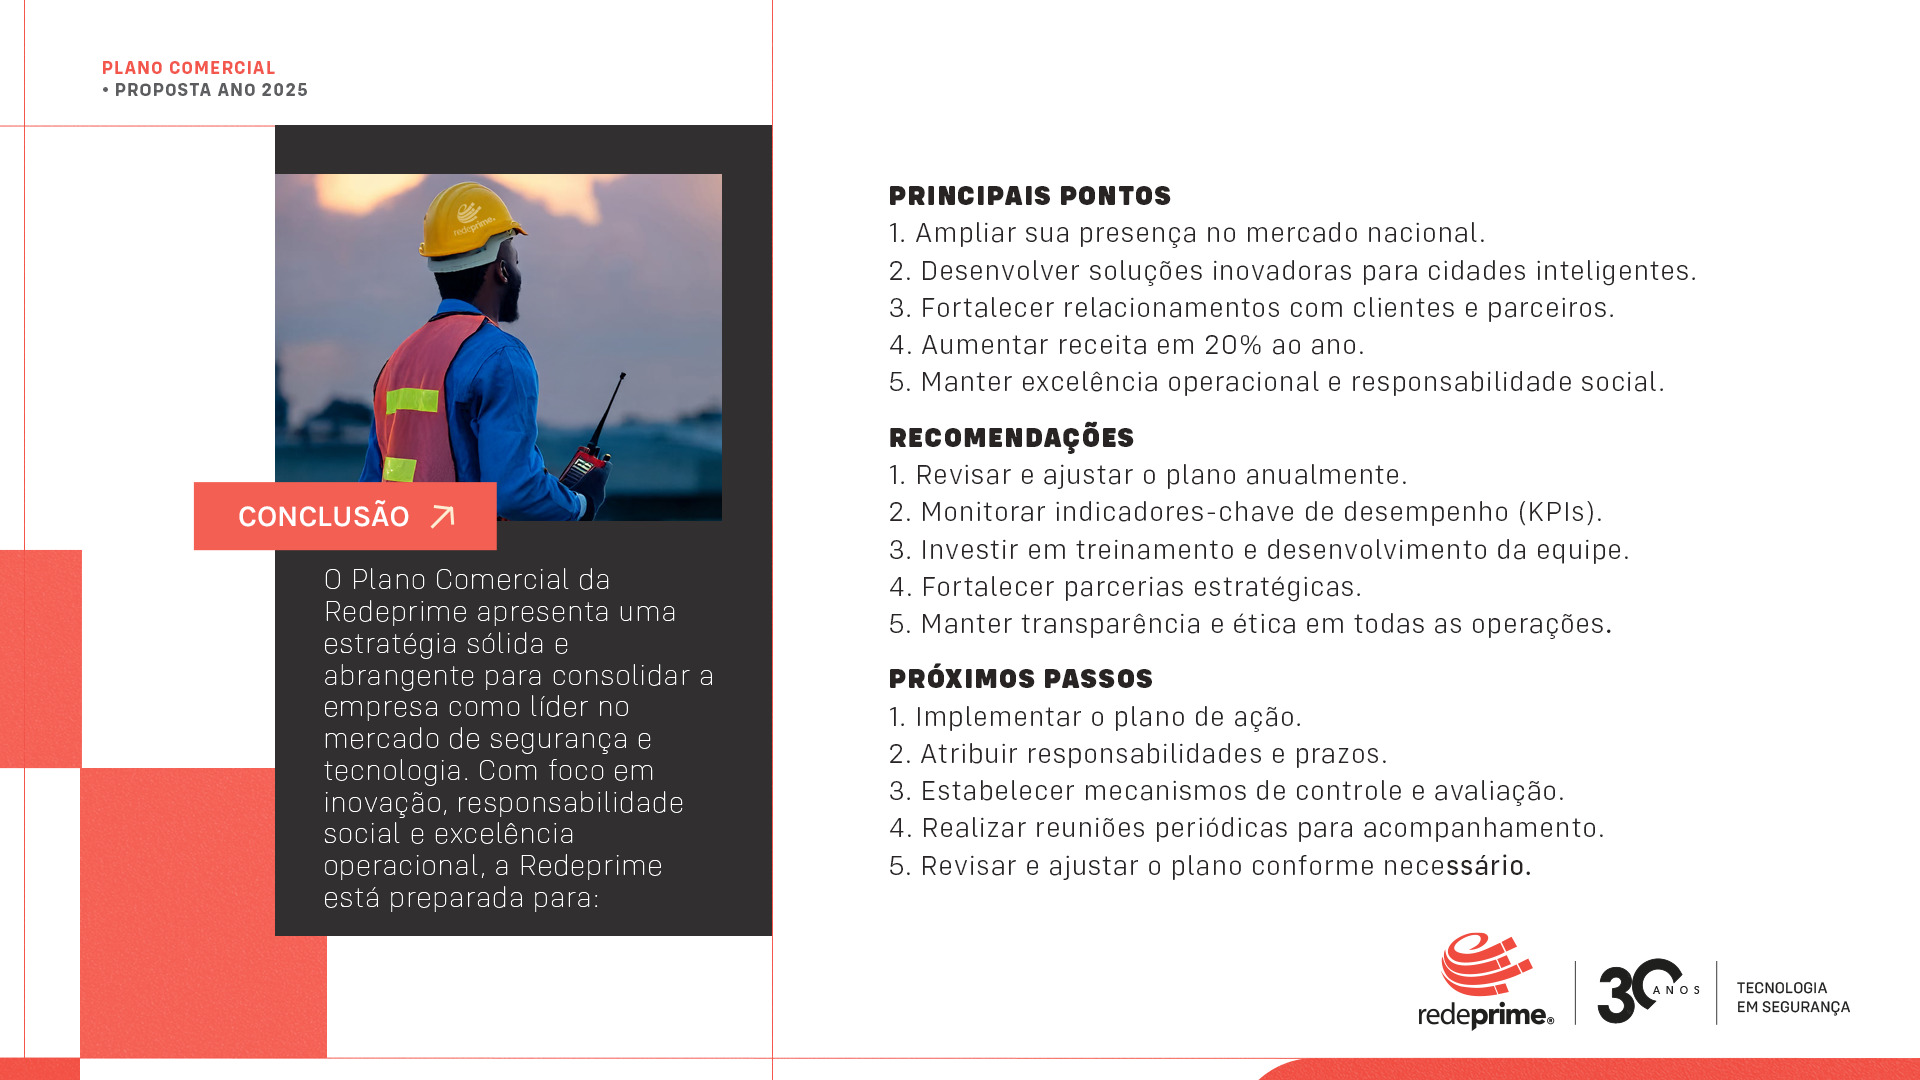 PLANO COMERCIAL
• PROPOSTA ANO 2025
redeprime
CONCLUSÃO
O Plano Comercial da
Redeprime apresenta uma
estratégia sólida e
abrangente para consolidar a
empresa como líder no
mercado de segurança e
tecnologia. Com foco em
inovação, responsabilidade
social e excelência
operacional, a Redeprime
está preparada para:
PRINCIPAIS PONTOS
1. Ampliar sua presença no mercado nacional.
2. Desenvolver soluções inovadoras para cidades inteligentes.
3. Fortalecer relacionamentos com clientes e parceiros.
4. Aumentar receita em 20% ao ano.
5. Manter excelência operacional e responsabilidade social.
RECOMENDAÇÕES
1. Revisar e ajustar o plano anualmente.
2. Monitorar indicadores-chave de desempenho (KPIs).
3. Investir em treinamento e desenvolvimento da equipe.
4. Fortalecer parcerias estratégicas.
5. Manter transparência e ética em todas as operações.
PRÓXIMOS PASSOS
1. Implementar o plano de ação.
2. Atribuir responsabilidades e prazos.
3. Estabelecer mecanismos de controle e avaliação.
4. Realizar reuniões periódicas para acompanhamento.
5. Revisar e ajustar o plano conforme necessário.
redeprime®
30 ANOS
TECNOLOGIA
EM SEGURANÇA